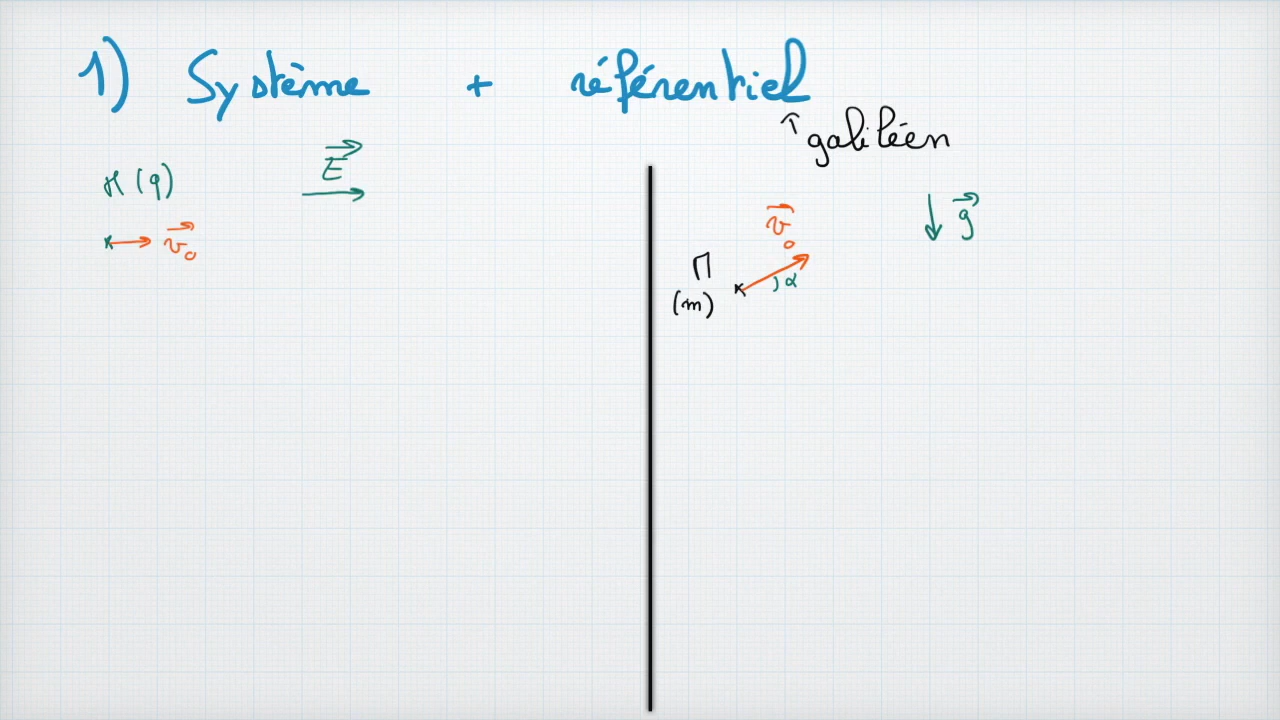 1) Système + référentiel
↑ galiléen
M (q)
E
v₀
v₀
g
M
α
(m)